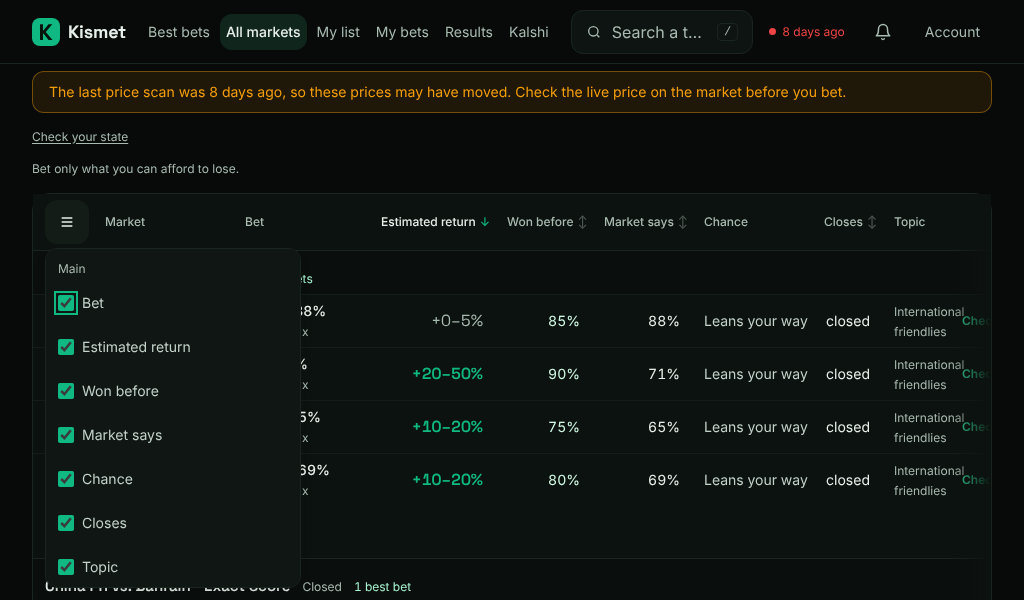 K Kismet Best bets All markets My list My bets Results Kalshi Search a t... / 8 days ago Account
The last price scan was 8 days ago, so these prices may have moved. Check the live price on the market before you bet.
Check your state
Bet only what you can afford to lose.
Market Bet Estimated return ↓ Won before Market says Chance Closes Topic
Main
Bet
Estimated return
Won before
Market says
Chance
Closes
Topic
+0–5% 85% 88% Leans your way closed International friendlies
+20–50% 90% 71% Leans your way closed International friendlies
+10–20% 75% 65% Leans your way closed International friendlies
+10–20% 80% 69% Leans your way closed International friendlies
Closed 1 best bet